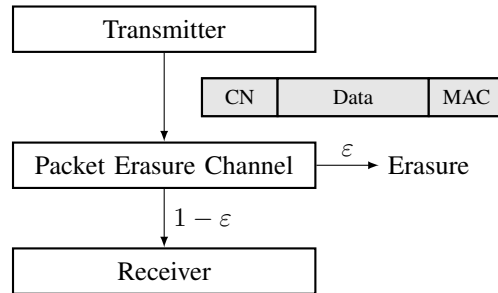 Transmitter
CN Data MAC
Packet Erasure Channel
ε
Erasure
1 − ε
Receiver